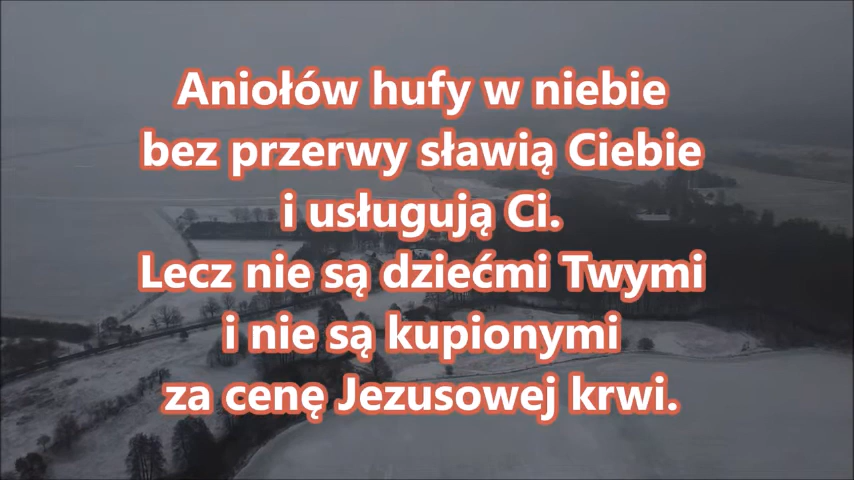 Aniołów hufy w niebie
bez przerwy sławią Ciebie
i usługują Ci.
Lecz nie są dziećmi Twymi
i nie są kupionymi
za cenę Jezusowej krwi.